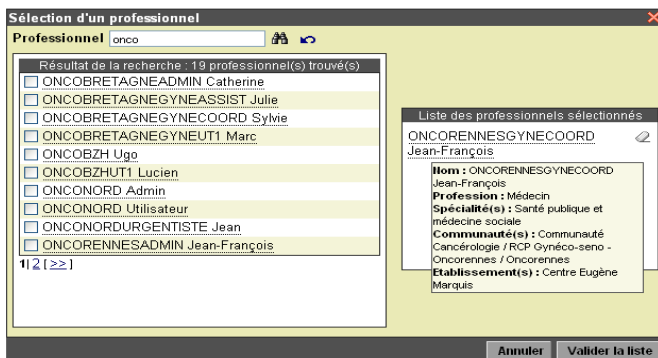 Sélection d'un professionnel
Professionnel onco
Résultat de la recherche : 19 professionnel(s) trouvé(s)
ONCOBRETAGNEADMIN Catherine
ONCOBRETAGNEGYNEASSIST Julie
ONCOBRETAGNEGYNECOORD Sylvie
ONCOBRETAGNEGYNEUT1 Marc
ONCOBZH Ugo
ONCOBZHUT1 Lucien
ONCONORD Admin
ONCONORD Utilisateur
ONCONORDURGENTISTE Jean
ONCORENNESADMIN Jean-François
1| 2 [ >> ]
Liste des professionnels sélectionnés
ONCORENNESGYNECOORD
Jean-François
Nom : ONCORENNESGYNECOORD
Jean-François
Profession : Médecin
Spécialité(s) : Santé publique et
médecine sociale
Communauté(s) : Communauté
Cancérologie / RCP Gynéco-seno -
Oncorennes / Oncorennes
Etablissement(s) : Centre Eugène
Marquis
Annuler Valider la liste